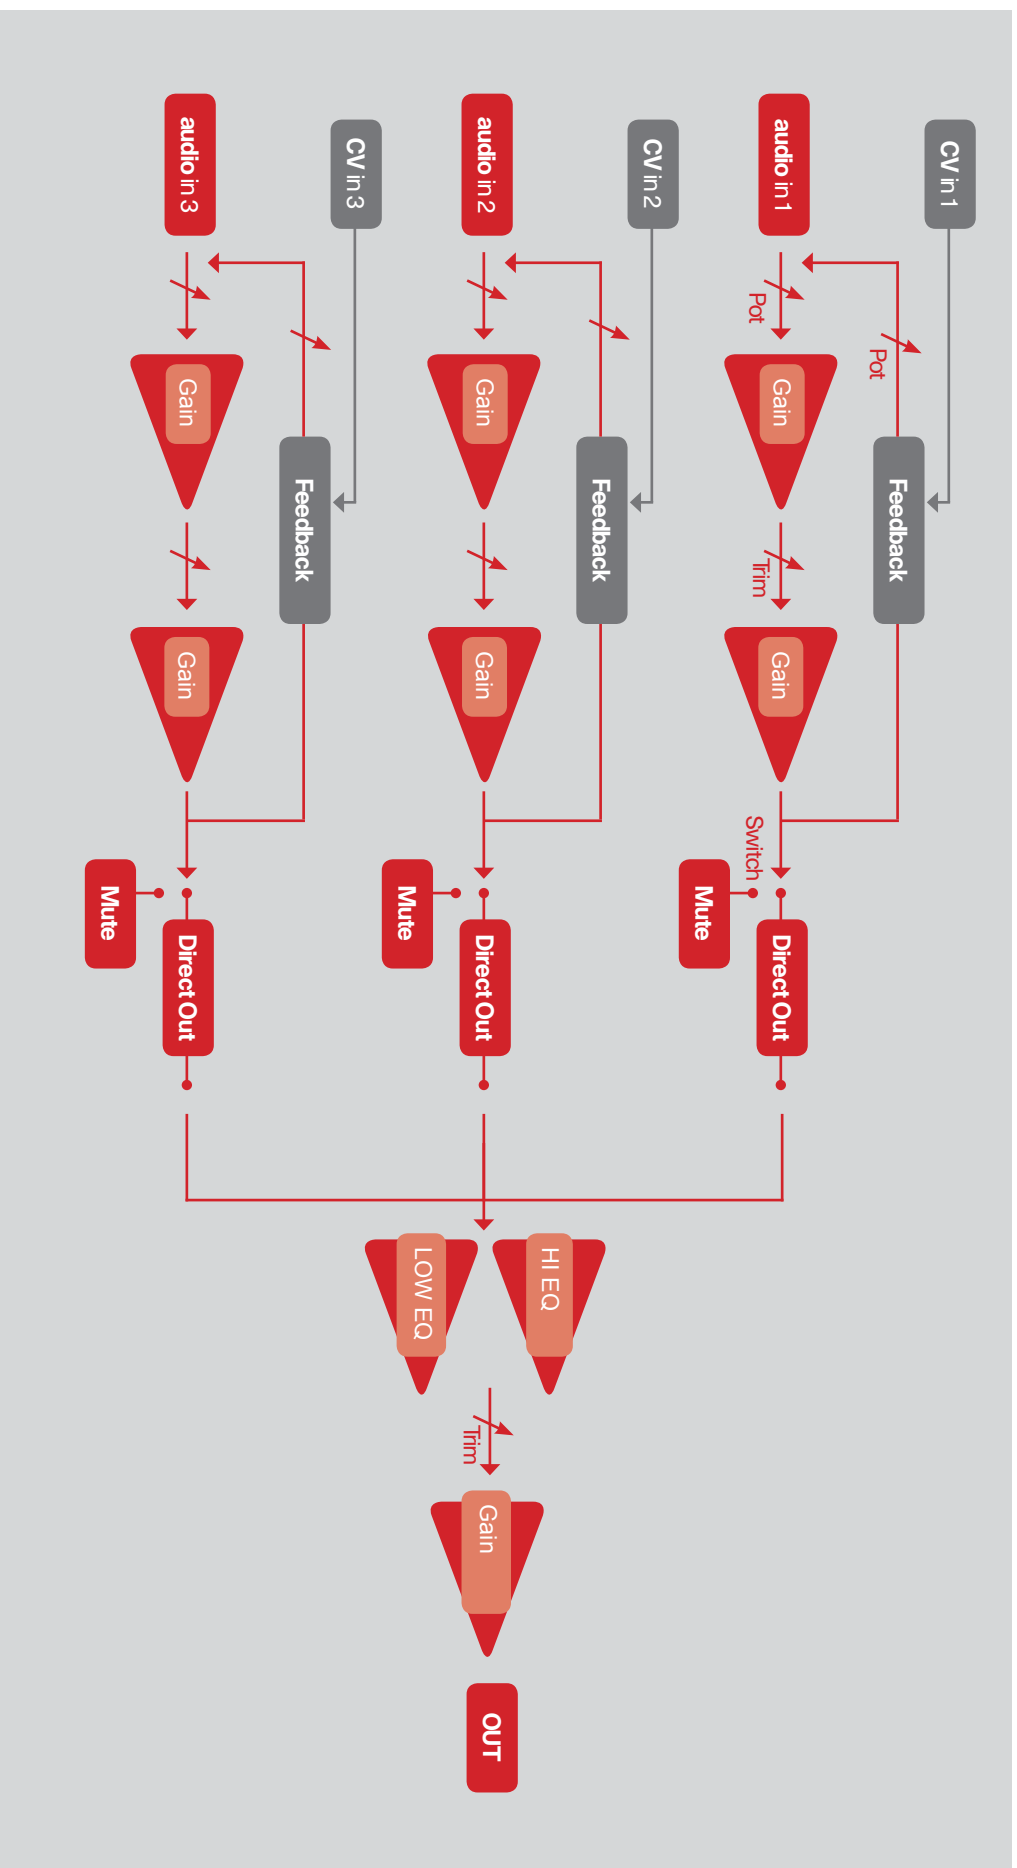 CV in 1
audio in 1
Pot
Pot
Gain
Feedback
Trim
Gain
Switch
Mute
Direct Out
CV in 2
audio in 2
Gain
Feedback
Gain
Mute
Direct Out
CV in 3
audio in 3
Gain
Feedback
Gain
Mute
Direct Out
HI EQ
LOW EQ
Trim
Gain
OUT